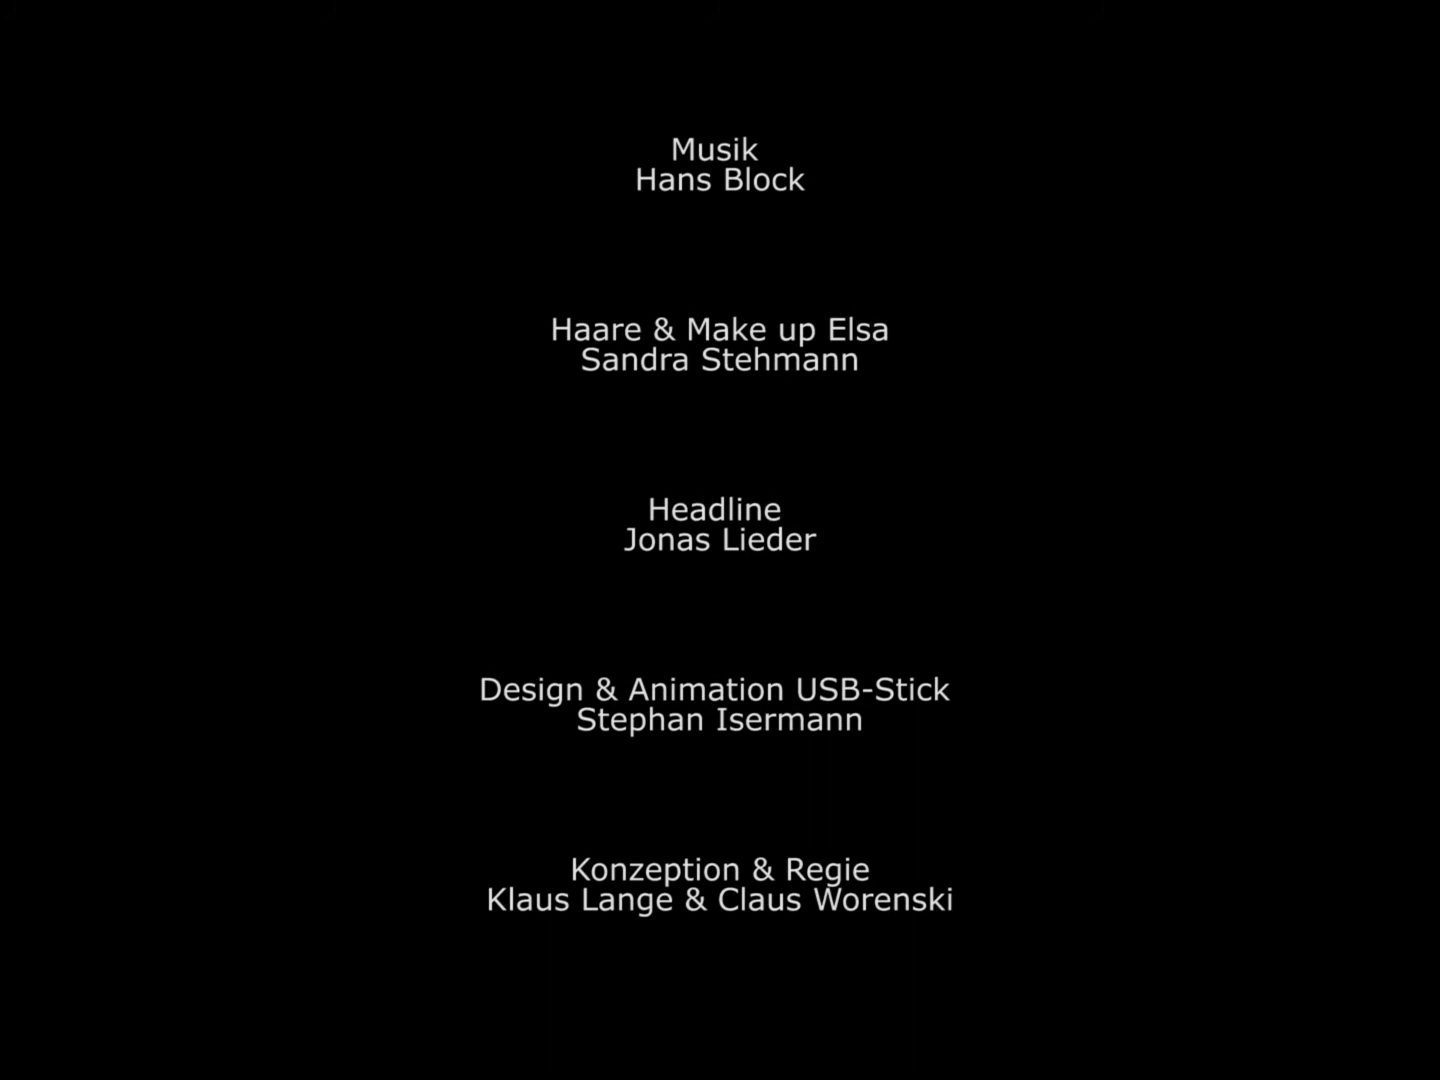 Musik
Hans Block
Haare & Make up Elsa
Sandra Stehmann
Headline
Jonas Lieder
Design & Animation USB-Stick
Stephan Isermann
Konzeption & Regie
Klaus Lange & Claus Worenski